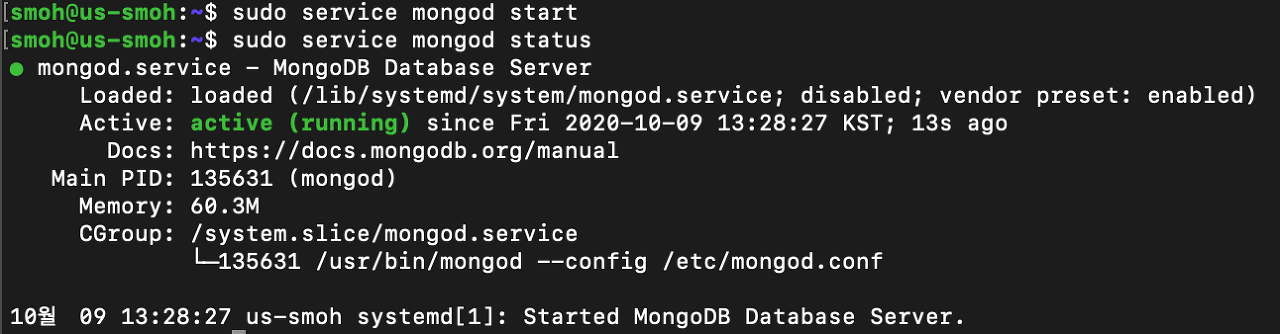 [smoh@us-smoh:~$ sudo service mongod start
[smoh@us-smoh:~$ sudo service mongod status
● mongod.service - MongoDB Database Server
Loaded: loaded (/lib/systemd/system/mongod.service; disabled; vendor preset: enabled)
Active: active (running) since Fri 2020-10-09 13:28:27 KST; 13s ago
Docs: https://docs.mongodb.org/manual
Main PID: 135631 (mongod)
Memory: 60.3M
CGroup: /system.slice/mongod.service
└─135631 /usr/bin/mongod --config /etc/mongod.conf
10월 09 13:28:27 us-smoh systemd[1]: Started MongoDB Database Server.